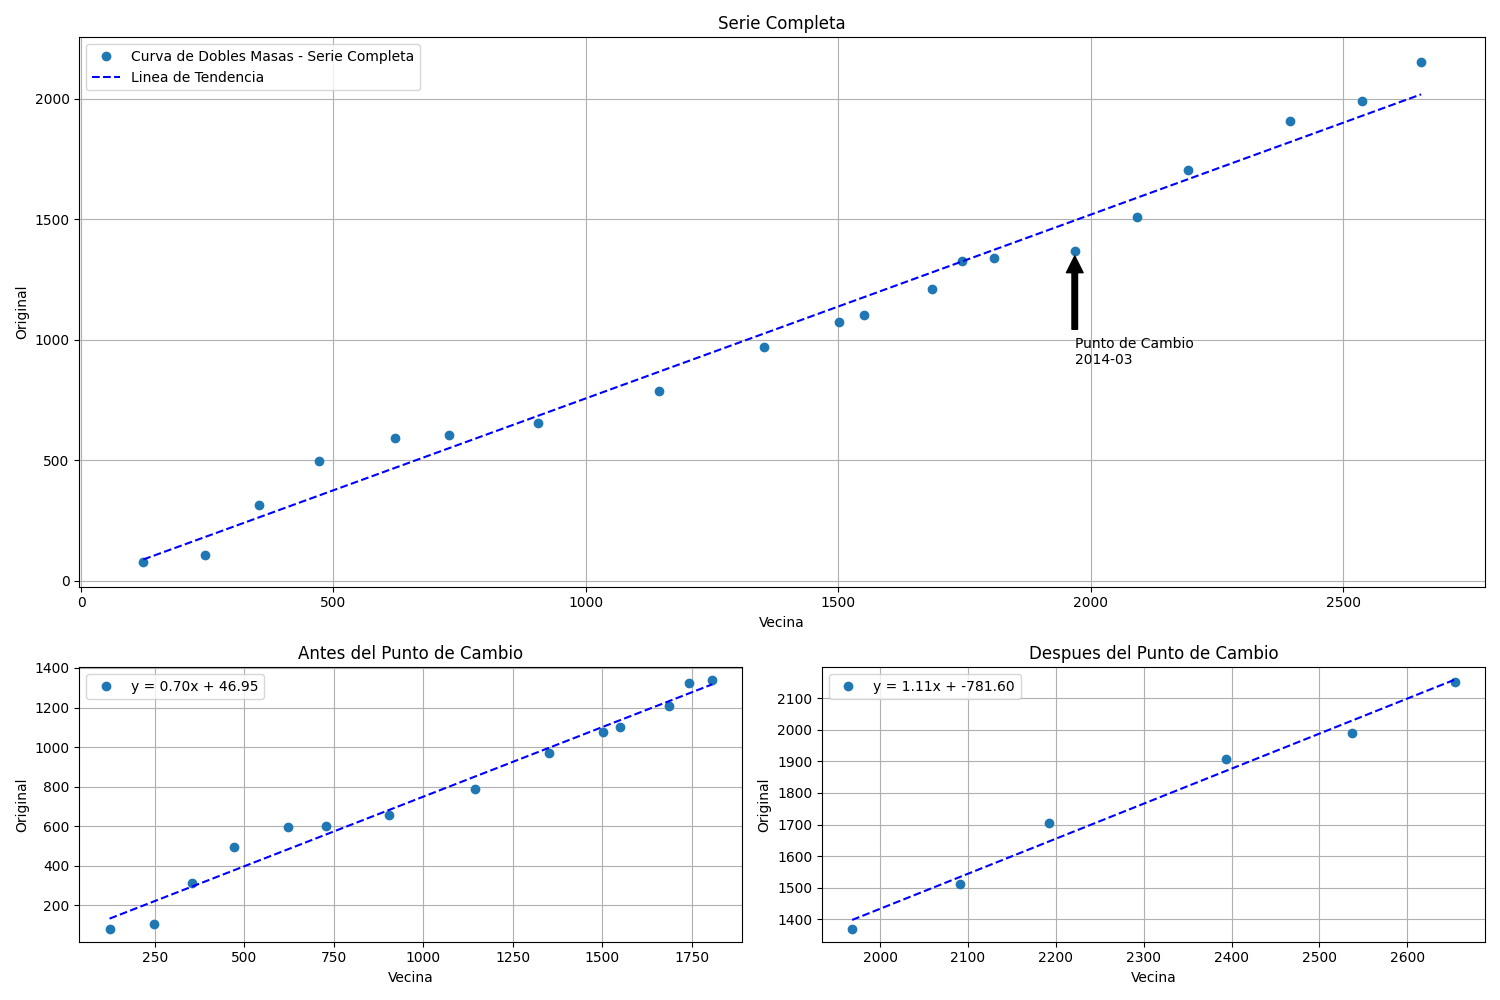 Serie Completa
Curva de Dobles Masas - Serie Completa
Linea de Tendencia
2000
1500
1000
500
0
Original
Punto de Cambio
2014-03
0 500 1000 1500 2000 2500
Vecina
Antes del Punto de Cambio
y = 0.70x + 46.95
1400
1200
1000
800
600
400
200
Original
250 500 750 1000 1250 1500 1750
Vecina
Despues del Punto de Cambio
y = 1.11x + -781.60
2100
2000
1900
1800
1700
1600
1500
1400
Original
2000 2100 2200 2300 2400 2500 2600
Vecina